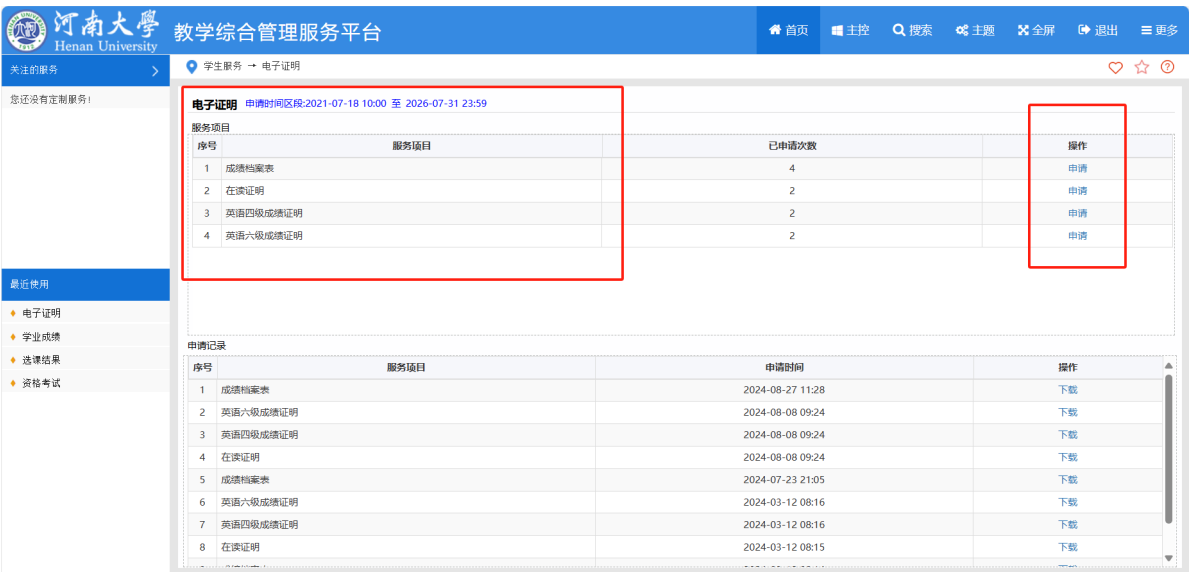 河南大學
Henan University
1912
教学综合管理服务平台
首页 主控 搜索 主题 全屏 退出 更多
关注的服务
学生服务 → 电子证明
您还没有定制服务!
电子证明 申请时间区段:2021-07-18 10:00 至 2026-07-31 23:59
服务项目
序号 服务项目 已申请次数 操作
1 成绩档案表 4 申请
2 在读证明 2 申请
3 英语四级成绩证明 2 申请
4 英语六级成绩证明 2 申请
最近使用
电子证明
学业成绩
选课结果
资格考试
申请记录
序号 服务项目 申请时间 操作
1 成绩档案表 2024-08-27 11:28 下载
2 英语六级成绩证明 2024-08-08 09:24 下载
3 英语四级成绩证明 2024-08-08 09:24 下载
4 在读证明 2024-08-08 09:24 下载
5 成绩档案表 2024-07-23 21:05 下载
6 英语六级成绩证明 2024-03-12 08:16 下载
7 英语四级成绩证明 2024-03-12 08:16 下载
8 在读证明 2024-03-12 08:15 下载